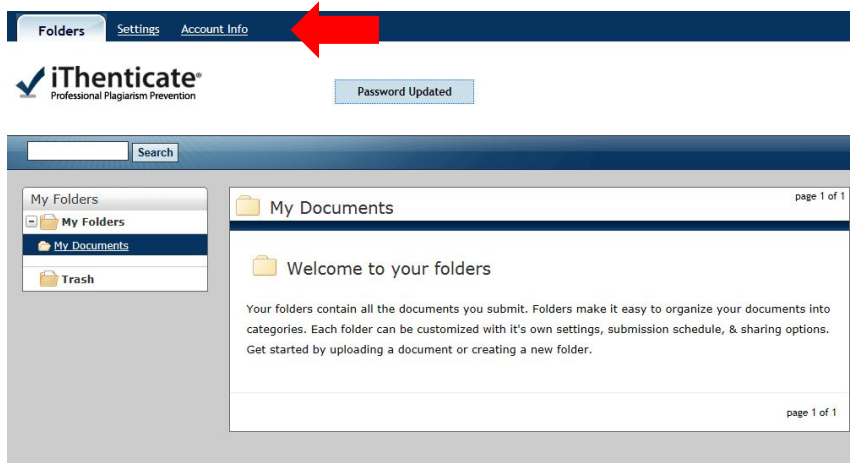 Folders Settings Account Info
iThenticate®
Professional Plagiarism Prevention
Password Updated
Search
My Folders
My Folders
My Documents
Trash
My Documents
page 1 of 1
Welcome to your folders
Your folders contain all the documents you submit. Folders make it easy to organize your documents into
categories. Each folder can be customized with it's own settings, submission schedule, & sharing options.
Get started by uploading a document or creating a new folder.
page 1 of 1